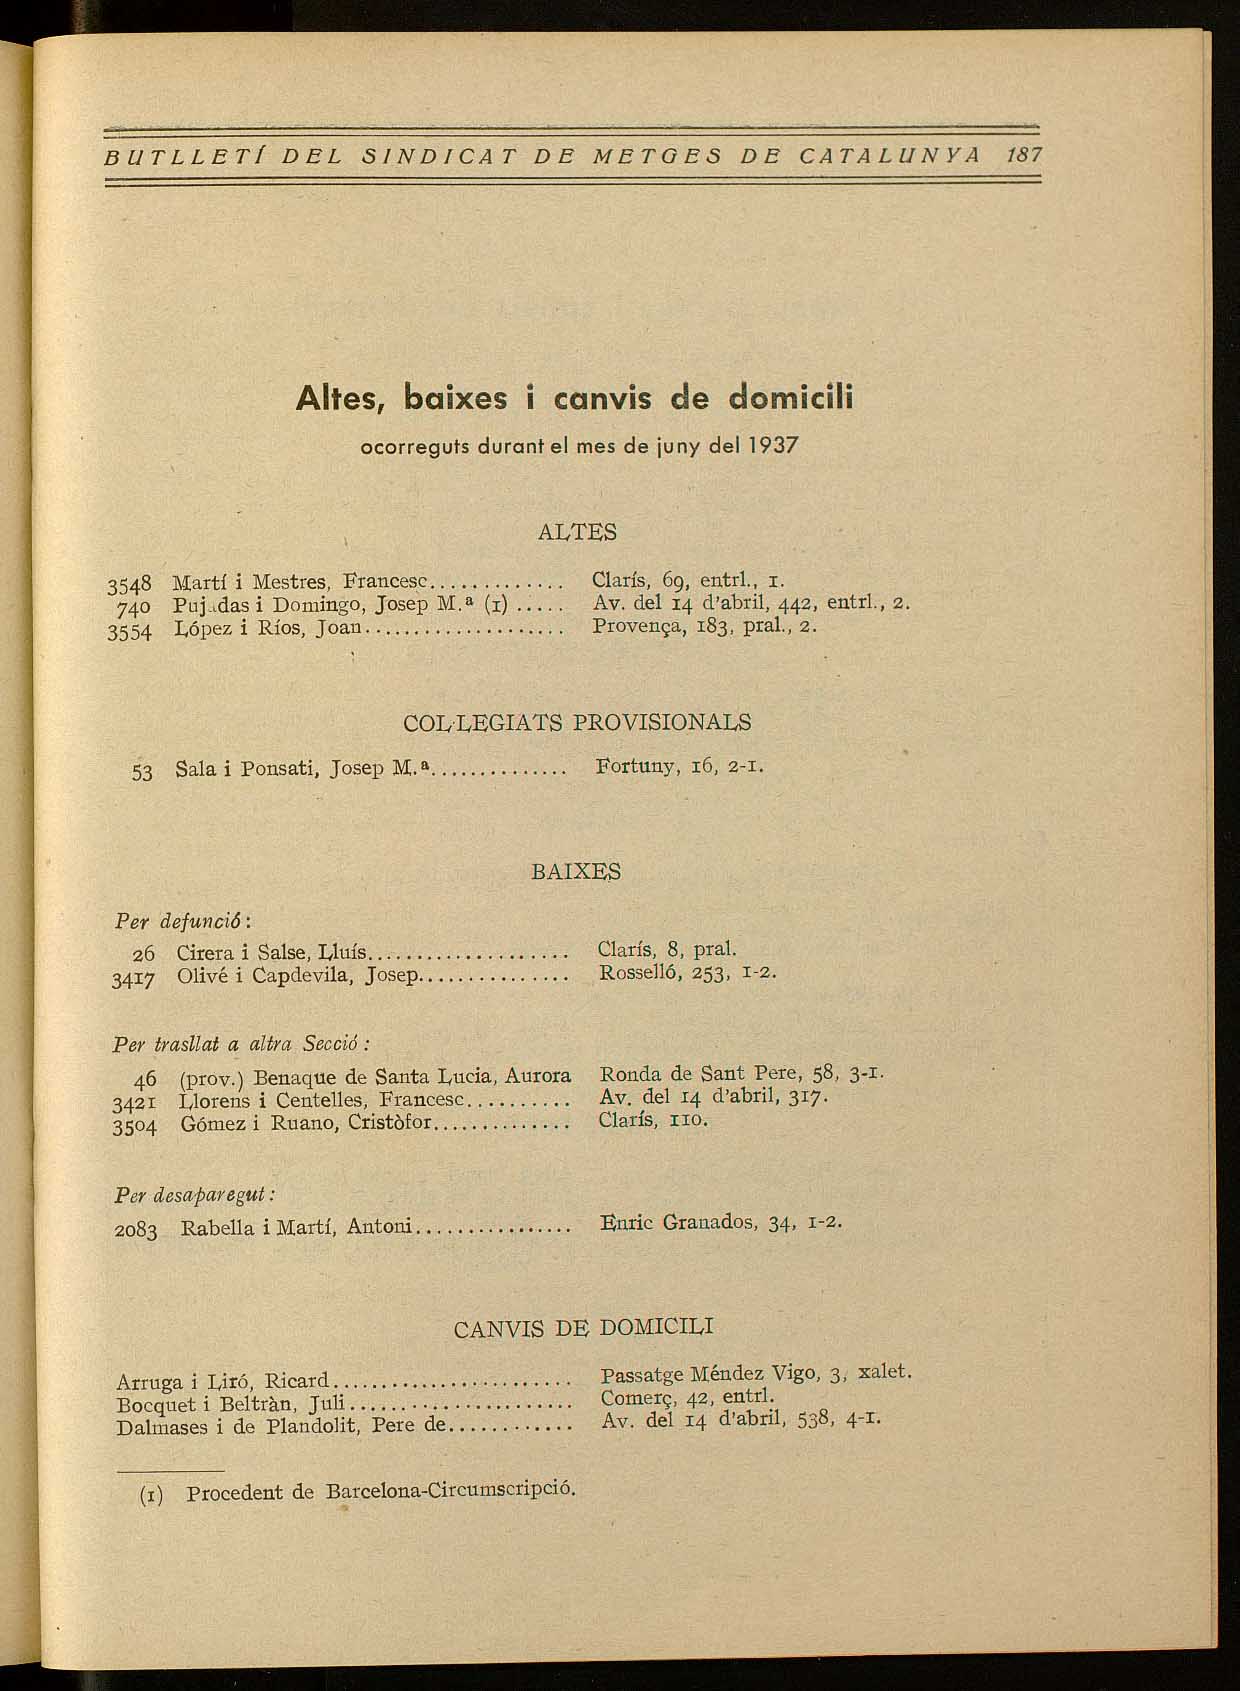 BUTLLETÍ DEL SINDICAT DE METGES DE CATALUNYA 187
Altes, baixes i canvis de domicili
ocorreguts durant el mes de juny del 1937
ALTES
3548 Martí i Mestres, Francesc.............. Clarís, 69, entrl., 1.
740 Pujadas i Domingo, Josep M.ª (1) ..... Av. del 14 d'abril, 442, entrl., 2.
3554 López i Ríos, Joan.................... Provença, 183, pral., 2.
COL·LEGIATS PROVISIONALS
53 Sala i Ponsati, Josep M.ª.............. Fortuny, 16, 2-1.
BAIXES
Per defunció:
26 Cirera i Salse, Lluís.................... Clarís, 8, pral.
3417 Olivé i Capdevila, Josep............... Rosselló, 253, 1-2.
Per trasllat a altra Secció:
46 (prov.) Benaque de Santa Lucia, Aurora Ronda de Sant Pere, 58, 3-1.
3421 Llorens i Centelles, Francesc.......... Av. del 14 d'abril, 317.
3504 Gómez i Ruano, Cristòfor.............. Clarís, 110.
Per desaparegut:
2083 Rabella i Martí, Antoni................ Enric Granados, 34, 1-2.
CANVIS DE DOMICILI
Arruga i Liró, Ricard........................ Passatge Méndez Vigo, 3, xalet.
Bocquet i Beltràn, Juli...................... Comerç, 42, entrl.
Dalmases i de Plandolit, Pere de............. Av. del 14 d'abril, 538, 4-1.
(1) Procedent de Barcelona-Circumscripció.